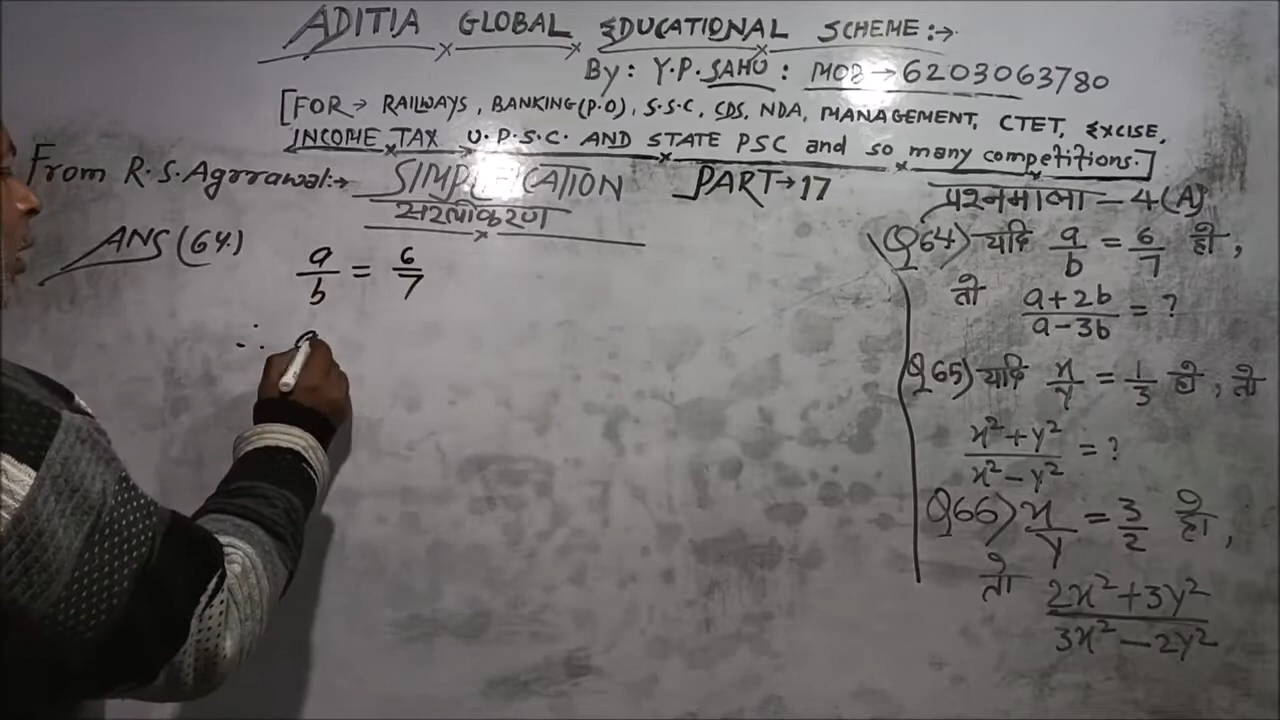 ADITIA GLOBAL EDUCATIONAL SCHEME :→
By : Y.P. SAHU : MOB → 6203063780
[FOR → RAILWAYS, BANKING(P.O), S.S.C, CDS, NDA, MANAGEMENT, CTET, EXCISE,
INCOME TAX U.P.S.C. AND STATE PSC and so many competitions.]
From R.S. Agrrawal :→ SIMPLIFICATION PART → 17
सरलीकरण
प्रश्नमाला - 4(A)
ANS (64.)
a/b = 6/7
∴ a
Q64) यदि a/b = 6/7 हो,
तो (a+2b)/(a-3b) = ?
Q65) यदि x/y = 1/3 हो, तो
(x²+y²)/(x²-y²) = ?
Q66) x/y = 3/2 हो,
तो (2x²+3y²)/(3x²-2y²)